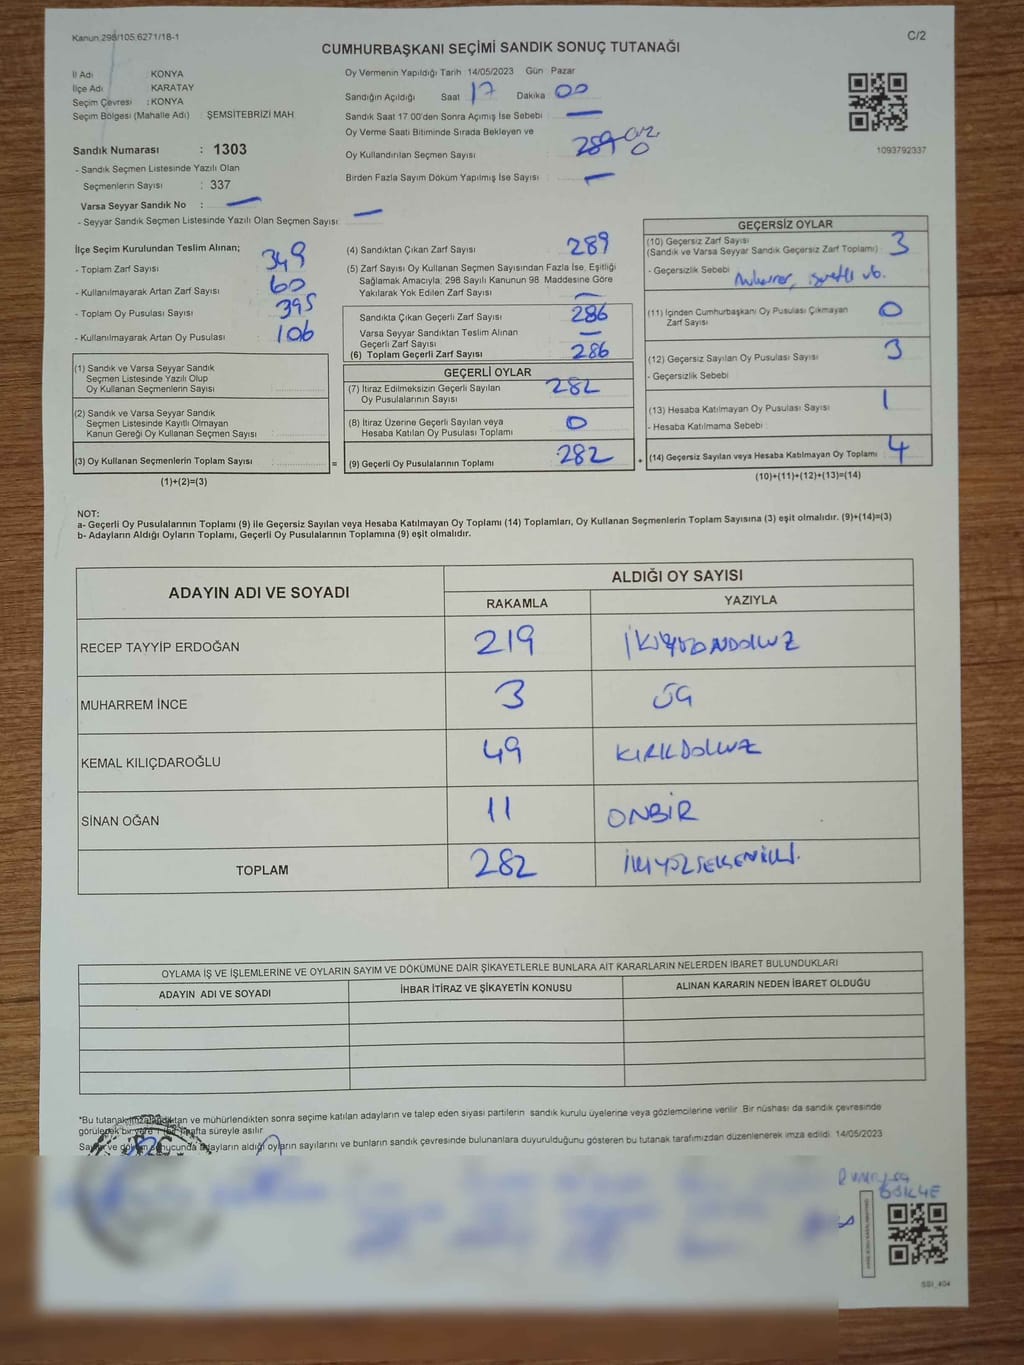 Kanun 298/105.6271/18-1
C/2
CUMHURBAŞKANI SEÇİMİ SANDIK SONUÇ TUTANAĞI
İl Adı : KONYA
İlçe Adı : KARATAY
Seçim Çevresi : KONYA
Seçim Bölgesi (Mahalle Adı) : ŞEMSİTEBRİZİ MAH
Sandık Numarası : 1303
- Sandık Seçmen Listesinde Yazılı Olan
Seçmenlerin Sayısı : 337
Varsa Seyyar Sandık No : —
- Seyyar Sandık Seçmen Listesinde Yazılı Olan Seçmen Sayısı: —
Oy Vermenin Yapıldığı Tarih 14/05/2023 Gün Pazar
Sandığın Açıldığı Saat 17 Dakika 00
Sandık Saat 17:00'den Sonra Açımış İse Sebebi : —
Oy Verme Saati Bitiminde Sırada Bekleyen ve
Oy Kullandırılan Seçmen Sayısı : 289 0
Birden Fazla Sayım Döküm Yapılmış İse Sayısı : —
1093792337
İlçe Seçim Kurulundan Teslim Alınan;
- Toplam Zarf Sayısı : 349
- Kullanılmayarak Artan Zarf Sayısı : 60
- Toplam Oy Pusulası Sayısı : 395
- Kullanılmayarak Artan Oy Pusulası : 106
(1) Sandık ve Varsa Seyyar Sandık
Seçmen Listesinde Yazılı Olup
Oy Kullanan Seçmenlerin Sayısı :
(2) Sandık ve Varsa Seyyar Sandık
Seçmen Listesinde Kayıtlı Olmayan
Kanun Gereği Oy Kullanan Seçmen Sayısı :
(3) Oy Kullanan Seçmenlerin Toplam Sayısı :
(1)+(2)=(3)
(4) Sandıktan Çıkan Zarf Sayısı : 289
(5) Zarf Sayısı Oy Kullanan Seçmen Sayısından Fazla İse, Eşitliği
Sağlamak Amacıyla; 298 Sayılı Kanunun 98. Maddesine Göre
Yakılarak Yok Edilen Zarf Sayısı : —
Sandıkta Çıkan Geçerli Zarf Sayısı : 286
Varsa Seyyar Sandıktan Teslim Alınan
Geçerli Zarf Sayısı : —
(6) Toplam Geçerli Zarf Sayısı : 286
GEÇERLİ OYLAR
(7) İtiraz Edilmeksizin Geçerli Sayılan
Oy Pusulalarının Sayısı : 282
(8) İtiraz Üzerine Geçerli Sayılan veya
Hesaba Katılan Oy Pusulası Toplamı : 0
= (9) Geçerli Oy Pusulalarının Toplamı : 282
GEÇERSİZ OYLAR
(10) Geçersiz Zarf Sayısı
(Sandık ve Varsa Seyyar Sandık Geçersiz Zarf Toplamı) : 3
- Geçersizlik Sebebi :
(11) İçinden Cumhurbaşkanı Oy Pusulası Çıkmayan
Zarf Sayısı : 0
(12) Geçersiz Sayılan Oy Pusulası Sayısı : 3
- Geçersizlik Sebebi :
(13) Hesaba Katılmayan Oy Pusulası Sayısı : 1
- Hesaba Katılmama Sebebi :
+ (14) Geçersiz Sayılan veya Hesaba Katılmayan Oy Toplamı : 4
(10)+(11)+(12)+(13)=(14)
NOT:
a- Geçerli Oy Pusulalarının Toplamı (9) ile Geçersiz Sayılan veya Hesaba Katılmayan Oy Toplamı (14) Toplamları, Oy Kullanan Seçmenlerin Toplam Sayısına (3) eşit olmalıdır. (9)+(14)=(3)
b- Adayların Aldığı Oyların Toplamı, Geçerli Oy Pusulalarının Toplamına (9) eşit olmalıdır.
ADAYIN ADI VE SOYADI ALDIĞI OY SAYISI
RAKAMLA YAZIYLA
RECEP TAYYİP ERDOĞAN 219 İKİYÜZONDOKUZ
MUHARREM İNCE 3 ÜÇ
KEMAL KILIÇDAROĞLU 49 KIRKDOKUZ
SİNAN OĞAN 11 ONBİR
TOPLAM 282 İKİYÜZSEKSENİKİ
OYLAMA İŞ VE İŞLEMLERİNE VE OYLARIN SAYIM VE DÖKÜMÜNE DAİR ŞİKAYETLERLE BUNLARA AİT KARARLARIN NELERDEN İBARET BULUNDUKLARI
ADAYIN ADI VE SOYADI İHBAR İTİRAZ VE ŞİKAYETİN KONUSU ALINAN KARARIN NEDEN İBARET OLDUĞU
*Bu tutanak imzalandıktan ve mühürlendikten sonra seçime katılan adayların ve talep eden siyasi partilerin sandık kurulu üyelerine veya gözlemcilerine verilir. Bir nüshası da sandık çevresinde
görülecek bir yere 1 (bir) hafta süreyle asılır.
Sayım ve döküm sonucunda adayların aldığı oyların sayılarını ve bunların sandık çevresinde bulunanlara duyurulduğunu gösteren bu tutanak tarafımızdan düzenlenerek imza edildi. 14/05/2023